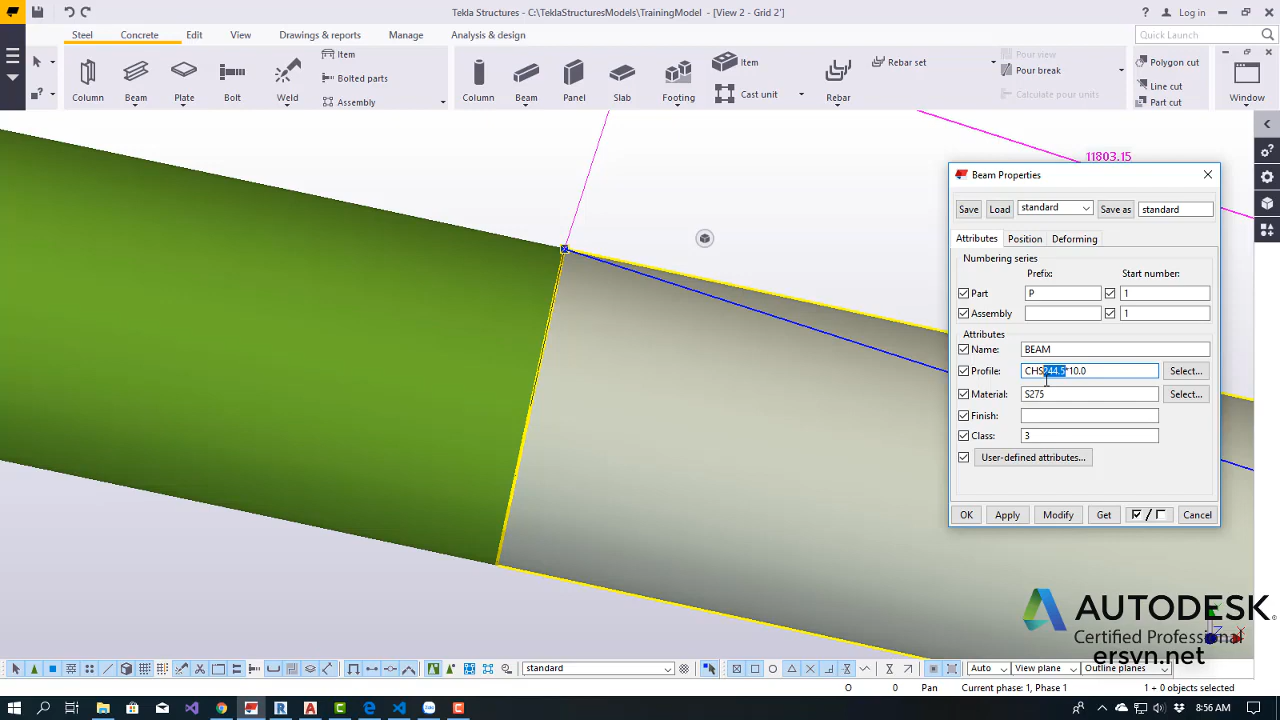 Tekla Structures - C:\TeklaStructuresModels\TrainingModel - [View 2 - Grid 2']
Log in
Steel
Concrete
Edit
View
Drawings & reports
Manage
Analysis & design
Quick Launch
Item
Bolted parts
Assembly
Column
Beam
Plate
Bolt
Weld
Column
Beam
Panel
Slab
Footing
Item
Cast unit
Rebar
Rebar set
Pour view
Pour break
Calculate pour units
Polygon cut
Line cut
Part cut
Window
11803.15
Beam Properties
Save
Load
standard
Save as
standard
Attributes
Position
Deforming
Numbering series
Prefix:
Start number:
Part
P
1
Assembly
1
Attributes
Name:
BEAM
Profile:
CHS244.5*10.0
Select...
Material:
S275
Select...
Finish:
Class:
3
User-defined attributes...
OK
Apply
Modify
Get
/
Cancel
AUTODESK
Certified Professional
ersvn.net
standard
Auto
View plane
Outline planes
O
0
Pan
Current phase: 1, Phase 1
1 + 0 objects selected
8:56 AM